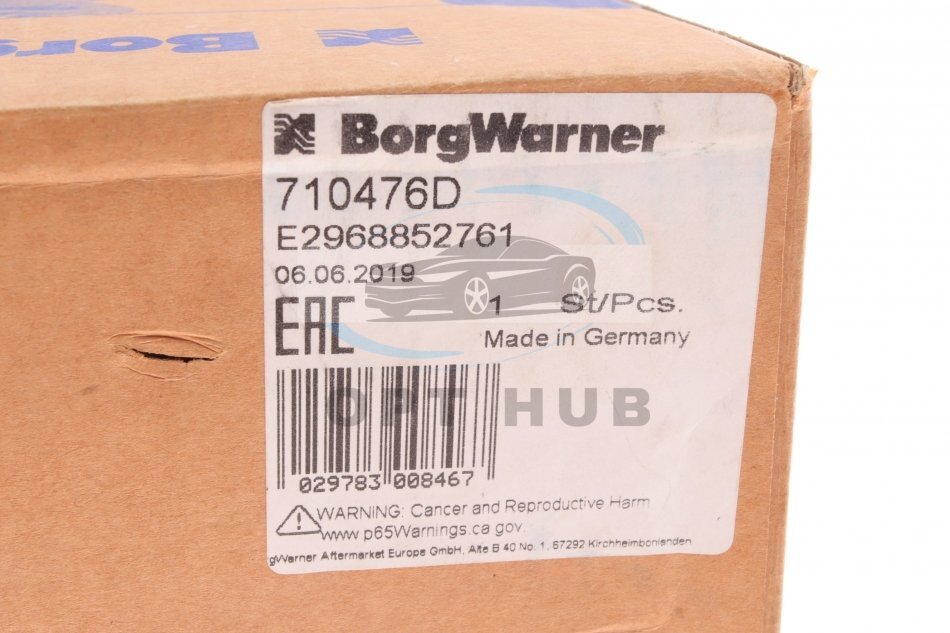 Bors
BorgWarner
710476D
E2968852761
06.06.2019
EAC
1 St/Pcs.
Made in Germany
OPT HUB
029783 008467
WARNING: Cancer and Reproductive Harm
www.p65Warnings.ca.gov.
gWarner Aftermarket Europe GmbH, Alte B 40 No. 1, 67292 Kirchheimbolanden